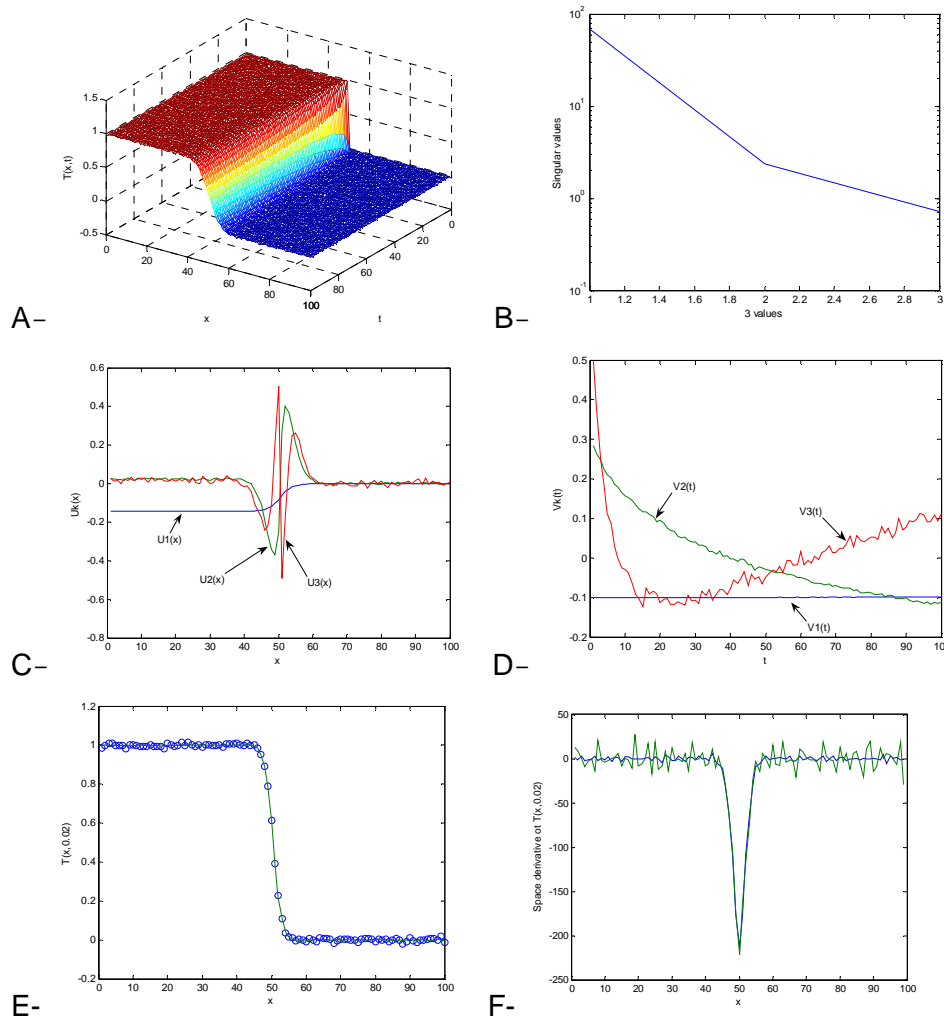 1.5
1
0.5
0
-0.5
T(x,t)
0
20
40
60
80
100
100
80
60
40
20
0
x
t
A–
10^2
10^1
10^0
10^-1
Singular values
1 1.2 1.4 1.6 1.8 2 2.2 2.4 2.6 2.8 3
3 values
B–
0.6
0.4
0.2
0
-0.2
-0.4
-0.6
-0.8
Uk(x)
U1(x)
U2(x)
U3(x)
0 10 20 30 40 50 60 70 80 90 100
x
C–
0.5
0.4
0.3
0.2
0.1
0
-0.1
-0.2
Vk(t)
V2(t)
V3(t)
V1(t)
0 10 20 30 40 50 60 70 80 90 100
t
D–
1.2
1
0.8
0.6
0.4
0.2
0
-0.2
T(x,0.02)
0 10 20 30 40 50 60 70 80 90 100
x
E-
50
0
-50
-100
-150
-200
-250
Space derivative ot T(x,0.02)
0 10 20 30 40 50 60 70 80 90 100
x
F-